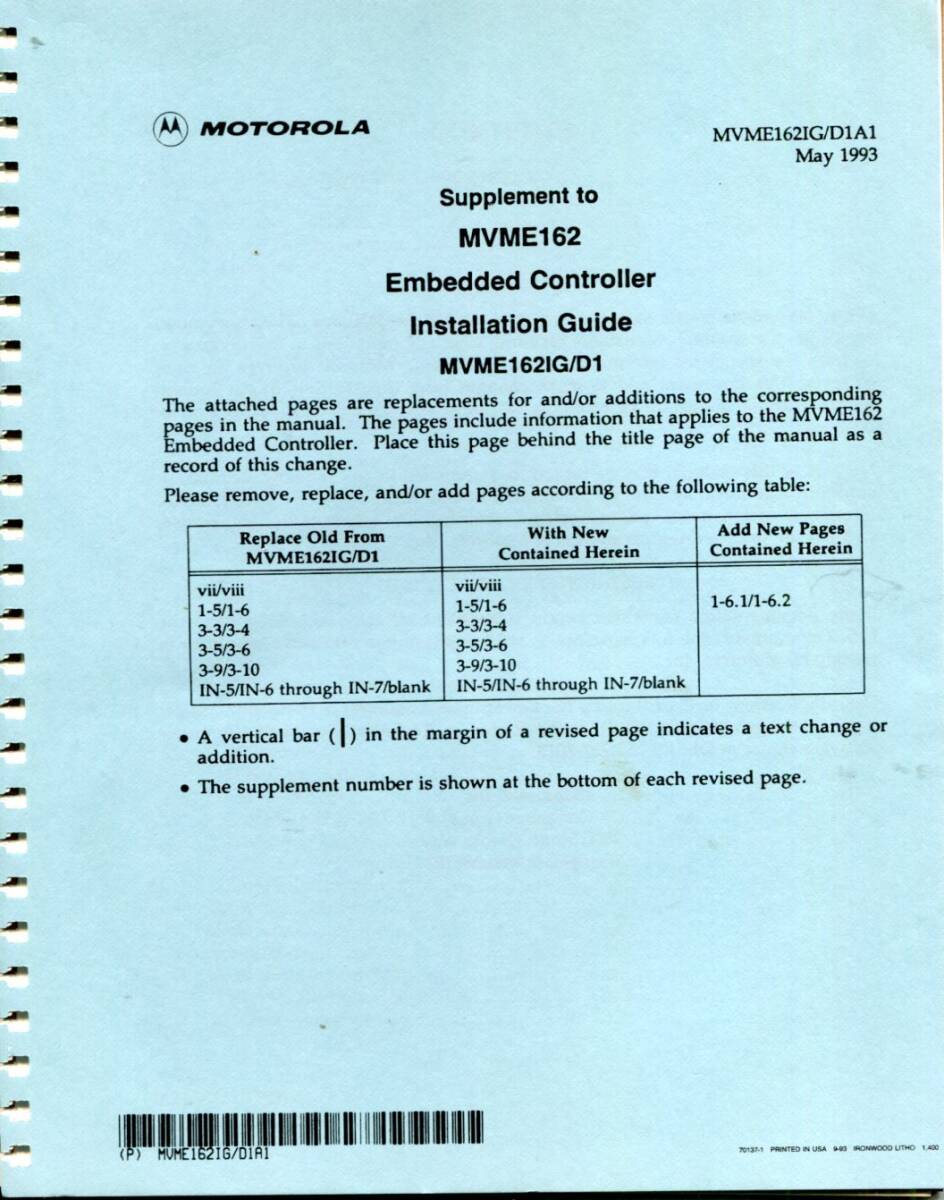 MOTOROLA
MVME162IG/D1A1
May 1993
Supplement to
MVME162
Embedded Controller
Installation Guide
MVME162IG/D1
The attached pages are replacements for and/or additions to the corresponding
pages in the manual. The pages include information that applies to the MVME162
Embedded Controller. Place this page behind the title page of the manual as a
record of this change.
Please remove, replace, and/or add pages according to the following table:
Replace Old From
MVME162IG/D1
With New
Contained Herein
Add New Pages
Contained Herein
vii/viii
1-5/1-6
3-3/3-4
3-5/3-6
3-9/3-10
IN-5/IN-6 through IN-7/blank
vii/viii
1-5/1-6
3-3/3-4
3-5/3-6
3-9/3-10
IN-5/IN-6 through IN-7/blank
1-6.1/1-6.2
• A vertical bar (|) in the margin of a revised page indicates a text change or
addition.
• The supplement number is shown at the bottom of each revised page.
(P) MVME162IG/D1A1
70137-1 PRINTED IN USA 9-93 IRONWOOD LITHO 1,400